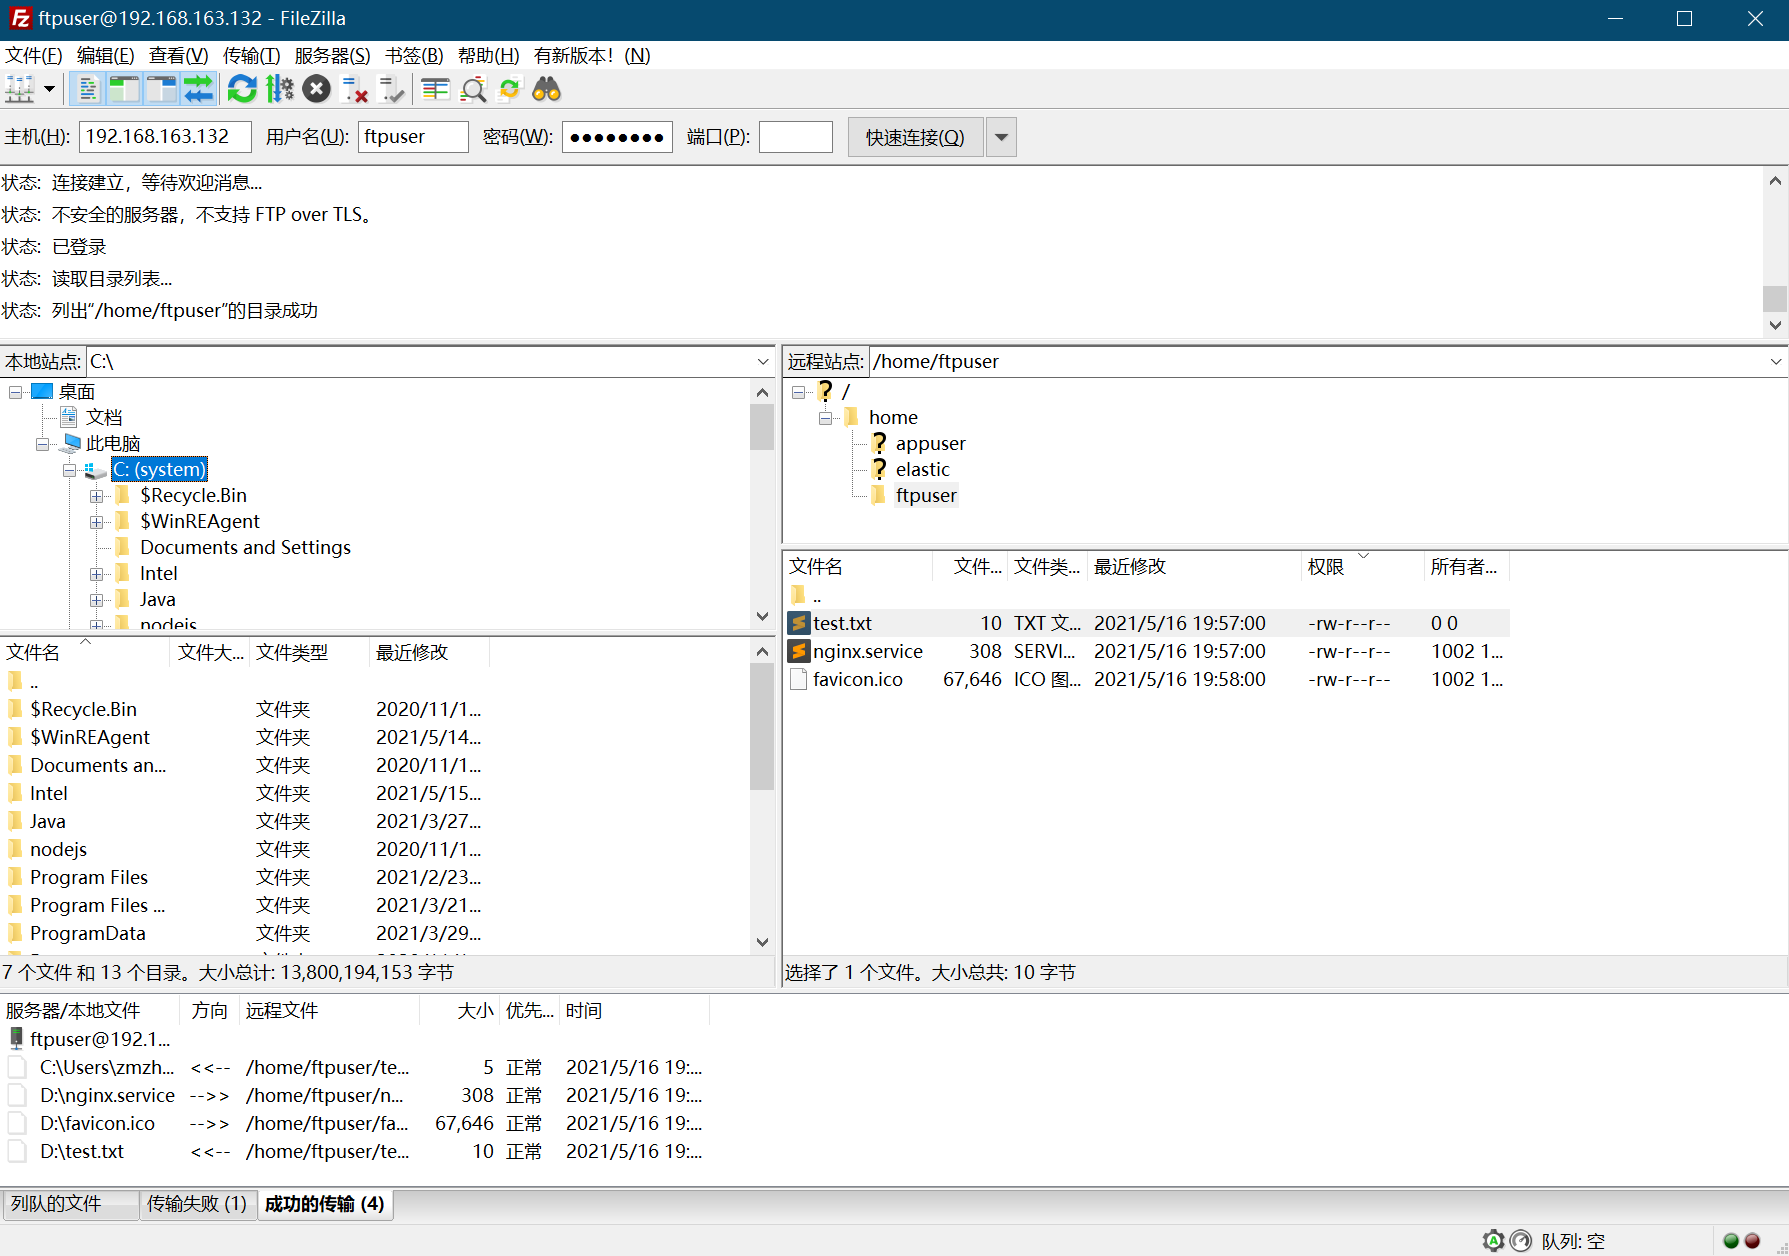 ftpuser@192.168.163.132 - FileZilla
文件(F) 编辑(E) 查看(V) 传输(T) 服务器(S) 书签(B) 帮助(H) 有新版本！(N)
主机(H): 192.168.163.132 用户名(U): ftpuser 密码(W): ●●●●●●●● 端口(P): 快速连接(Q)
状态: 连接建立，等待欢迎消息...
状态: 不安全的服务器，不支持 FTP over TLS。
状态: 已登录
状态: 读取目录列表...
状态: 列出“/home/ftpuser”的目录成功
本地站点: C:\
桌面
文档
此电脑
C: (system)
$Recycle.Bin
$WinREAgent
Documents and Settings
Intel
Java
nodejs
文件名 文件大... 文件类型 最近修改
..
$Recycle.Bin 文件夹 2020/11/1...
$WinREAgent 文件夹 2021/5/14...
Documents an... 文件夹 2020/11/1...
Intel 文件夹 2021/5/15...
Java 文件夹 2021/3/27...
nodejs 文件夹 2020/11/1...
Program Files 文件夹 2021/2/23...
Program Files ... 文件夹 2021/3/21...
ProgramData 文件夹 2021/3/29...
7 个文件 和 13 个目录。大小总计: 13,800,194,153 字节
远程站点: /home/ftpuser
/
home
appuser
elastic
ftpuser
文件名 文件... 文件类... 最近修改 权限 所有者...
..
test.txt 10 TXT 文... 2021/5/16 19:57:00 -rw-r--r-- 0 0
nginx.service 308 SERVI... 2021/5/16 19:57:00 -rw-r--r-- 1002 1...
favicon.ico 67,646 ICO 图... 2021/5/16 19:58:00 -rw-r--r-- 1002 1...
选择了 1 个文件。大小总共: 10 字节
服务器/本地文件 方向 远程文件 大小 优先... 时间
ftpuser@192.1...
C:\Users\zmzh... <<-- /home/ftpuser/te... 5 正常 2021/5/16 19:...
D:\nginx.service -->> /home/ftpuser/n... 308 正常 2021/5/16 19:...
D:\favicon.ico -->> /home/ftpuser/fa... 67,646 正常 2021/5/16 19:...
D:\test.txt <<-- /home/ftpuser/te... 10 正常 2021/5/16 19:...
列队的文件 传输失败 (1) 成功的传输 (4)
队列: 空